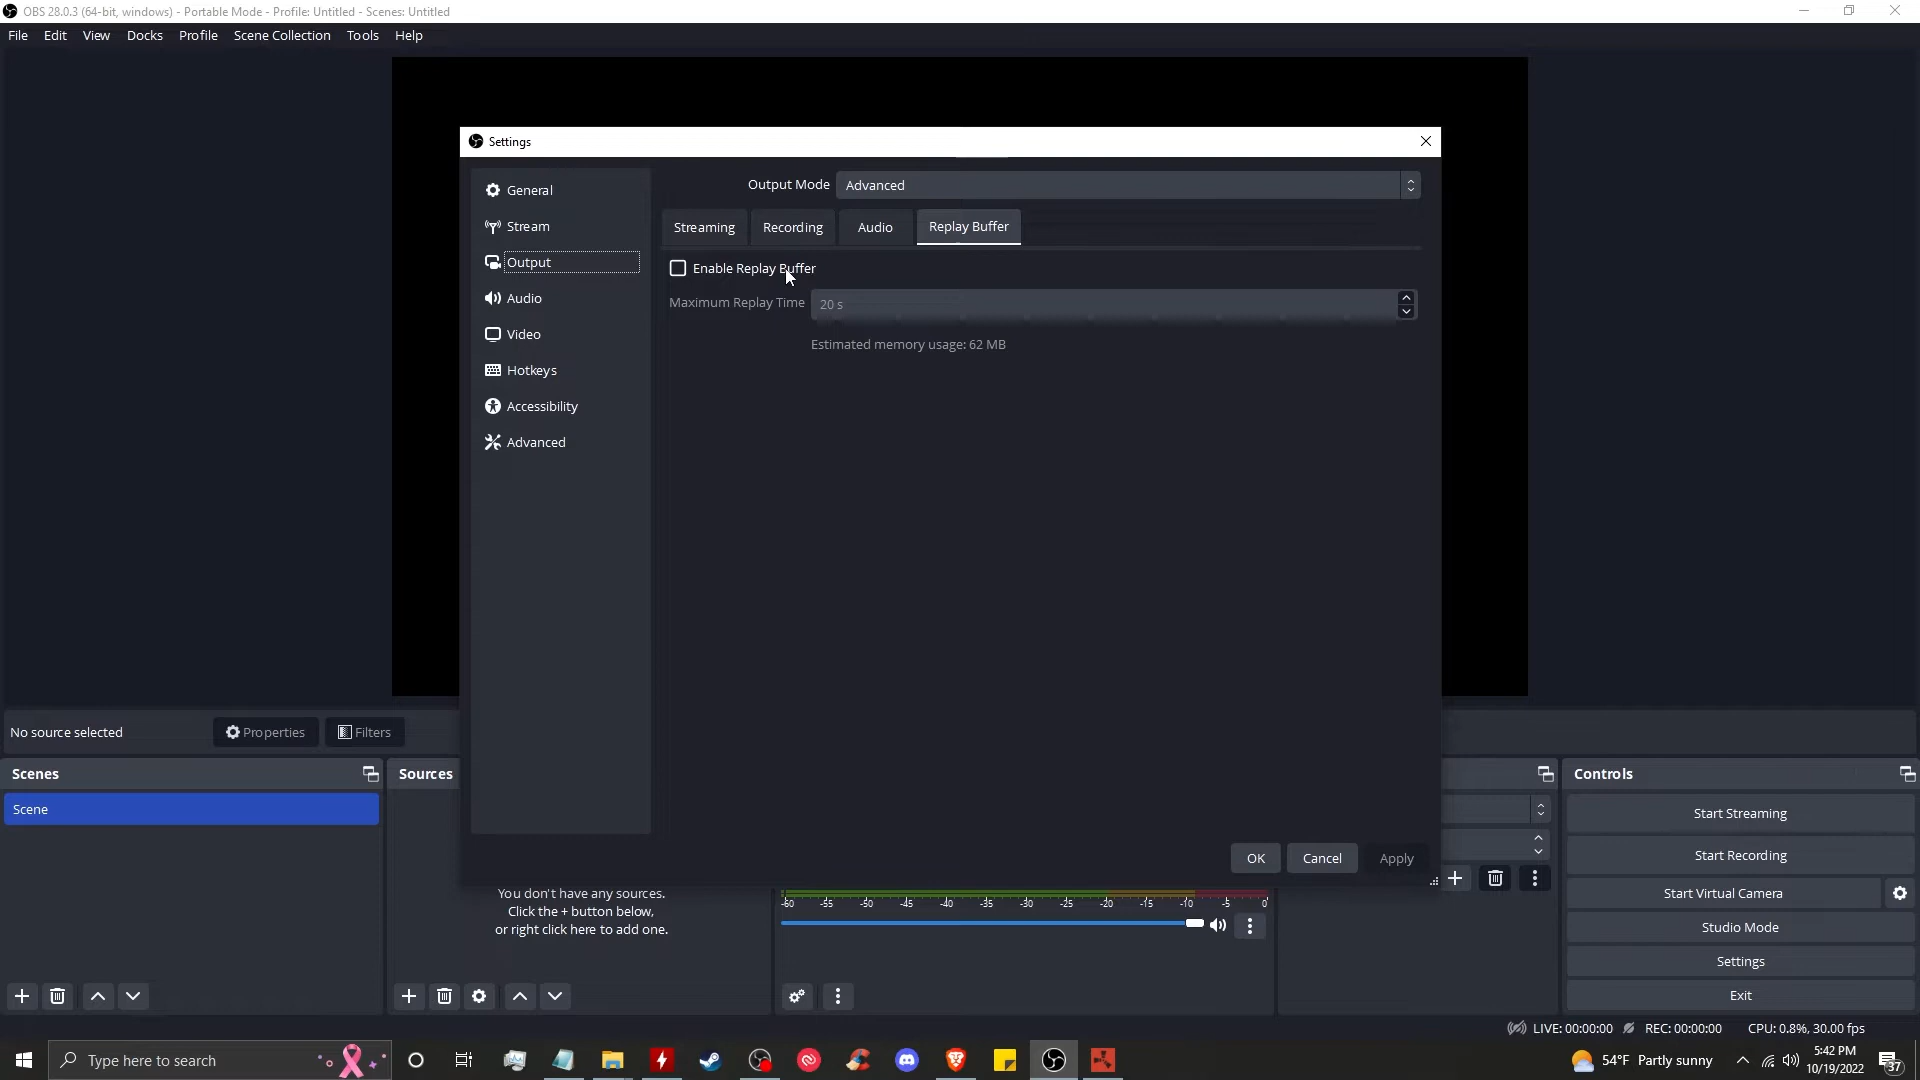 OBS 28.0.3 (64-bit, windows) - Portable Mode - Profile: Untitled - Scenes: Untitled
File Edit View Docks Profile Scene Collection Tools Help
Settings
General
Stream
Output
Audio
Video
Hotkeys
Accessibility
Advanced
Output Mode Advanced
Streaming Recording Audio Replay Buffer
Enable Replay Buffer
Maximum Replay Time 20 s
Estimated memory usage: 62 MB
OK Cancel Apply
No source selected Properties Filters
Scenes
Scene
Sources
You don't have any sources.
Click the + button below,
or right click here to add one.
-60 -55 -50 -45 -40 -35 -30 -25 -20 -15 -10 -5 0
Controls
Start Streaming
Start Recording
Start Virtual Camera
Studio Mode
Settings
Exit
LIVE: 00:00:00 REC: 00:00:00 CPU: 0.8%, 30.00 fps
Type here to search
54°F Partly sunny
5:42 PM
10/19/2022
37